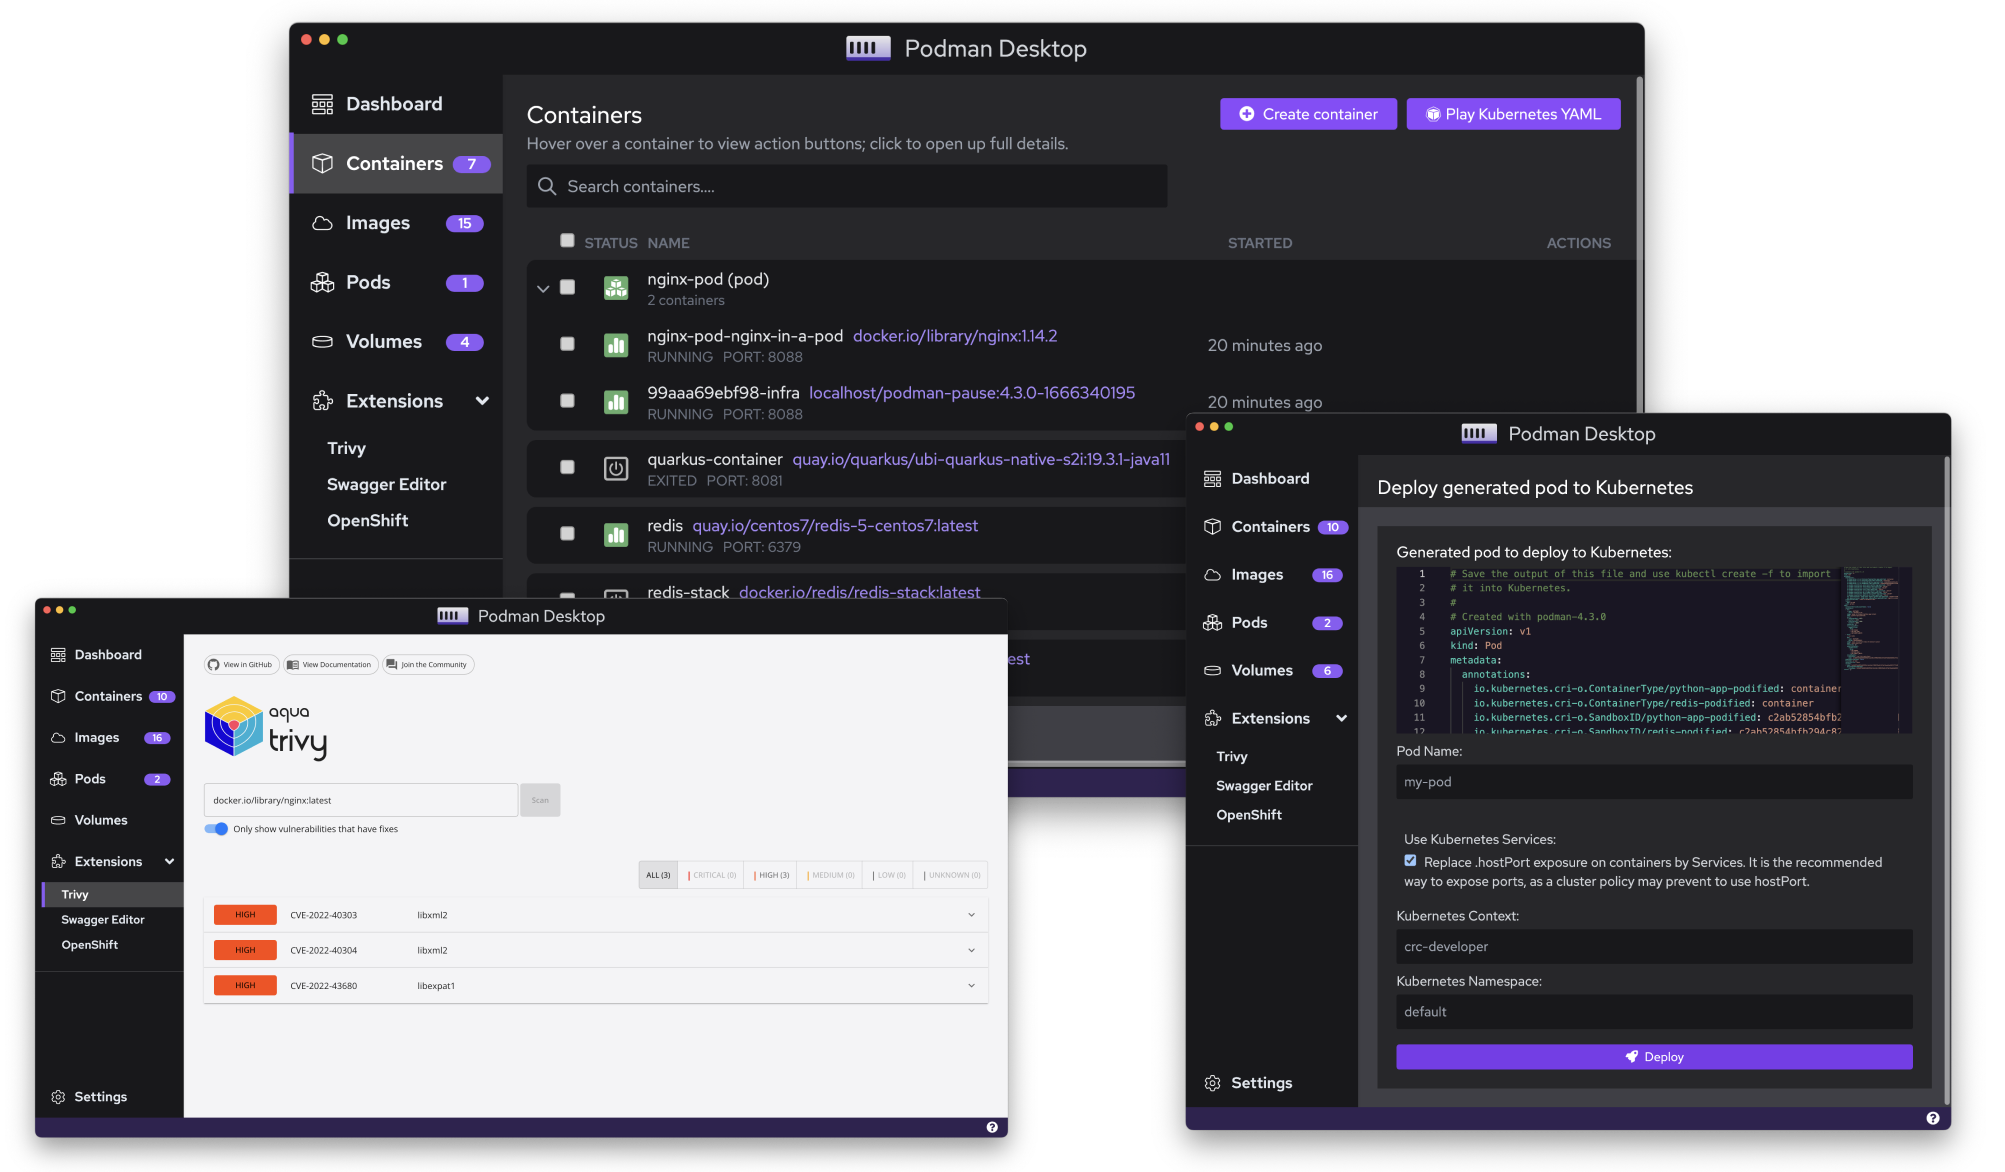 Podman Desktop
Dashboard
Containers 7
Images 15
Pods 1
Volumes 4
Extensions
Trivy
Swagger Editor
OpenShift
Containers
Hover over a container to view action buttons; click to open up full details.
Create container
Play Kubernetes YAML
Search containers....
STATUS NAME STARTED ACTIONS
nginx-pod (pod)
2 containers
nginx-pod-nginx-in-a-pod docker.io/library/nginx:1.14.2
RUNNING PORT: 8088
20 minutes ago
99aaa69ebf98-infra localhost/podman-pause:4.3.0-1666340195
RUNNING PORT: 8088
20 minutes ago
quarkus-container quay.io/quarkus/ubi-quarkus-native-s2i:19.3.1-java11
EXITED PORT: 8081
redis quay.io/centos7/redis-5-centos7:latest
RUNNING PORT: 6379
redis-stack docker.io/redis/redis-stack:latest
est
Podman Desktop
Dashboard
Containers 10
Images 16
Pods 2
Volumes
Extensions
Trivy
Swagger Editor
OpenShift
Settings
View in GitHub
View Documentation
Join the Community
aqua
trivy
docker.io/library/nginx:latest
Scan
Only show vulnerabilities that have fixes
ALL (3) CRITICAL (0) HIGH (3) MEDIUM (0) LOW (0) UNKNOWN (0)
HIGH CVE-2022-40303 libxml2
HIGH CVE-2022-40304 libxml2
HIGH CVE-2022-43680 libexpat1
?
Podman Desktop
Dashboard
Containers 10
Images 16
Pods 2
Volumes 6
Extensions
Trivy
Swagger Editor
OpenShift
Settings
Deploy generated pod to Kubernetes
Generated pod to deploy to Kubernetes:
1 # Save the output of this file and use kubectl create -f to import
2 # it into Kubernetes.
3 #
4 # Created with podman-4.3.0
5 apiVersion: v1
6 kind: Pod
7 metadata:
8 annotations:
9 io.kubernetes.cri-o.ContainerType/python-app-podified: container
10 io.kubernetes.cri-o.ContainerType/redis-podified: container
11 io.kubernetes.cri-o.SandboxID/python-app-podified: c2ab52854bfb2
12 io.kubernetes.cri-o.SandboxID/redis-podified: c2ab52854bfb294c82
Pod Name:
my-pod
Use Kubernetes Services:
Replace .hostPort exposure on containers by Services. It is the recommended
way to expose ports, as a cluster policy may prevent to use hostPort.
Kubernetes Context:
crc-developer
Kubernetes Namespace:
default
Deploy
?